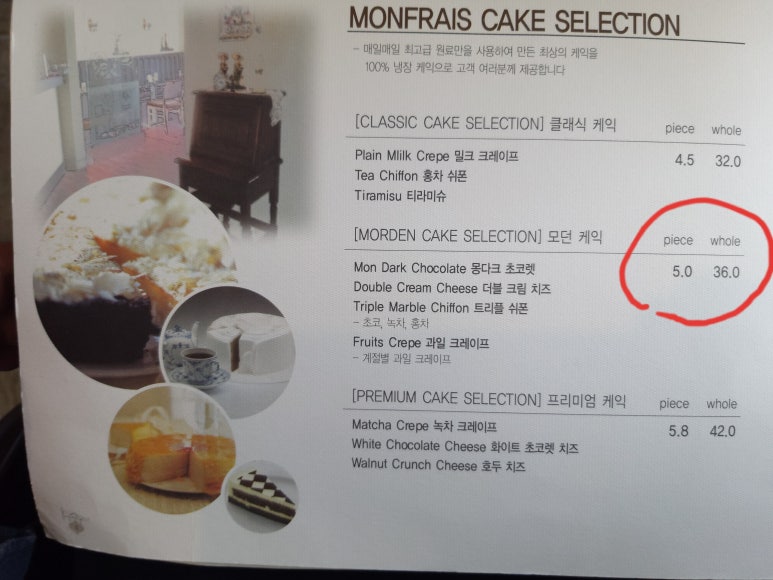 MONFRAIS CAKE SELECTION
- 매일매일 최고급 원료만을 사용하여 만든 최상의 케익을
100% 냉장 케익으로 고객 여러분께 제공합니다
[CLASSIC CAKE SELECTION] 클래식 케익 piece whole
Plain Mlilk Crepe 밀크 크레이프 4.5 32.0
Tea Chiffon 홍차 쉬폰
Tiramisu 티라미슈
[MORDEN CAKE SELECTION] 모던 케익 piece whole
Mon Dark Chocolate 몽다크 초코렛 5.0 36.0
Double Cream Cheese 더블 크림 치즈
Triple Marble Chiffon 트리플 쉬폰
- 초코, 녹차, 홍차
Fruits Crepe 과일 크레이프
- 계절별 과일 크레이프
[PREMIUM CAKE SELECTION] 프리미엄 케익 piece whole
Matcha Crepe 녹차 크레이프 5.8 42.0
White Chocolate Cheese 화이트 초코렛 치즈
Walnut Crunch Cheese 호두 치즈